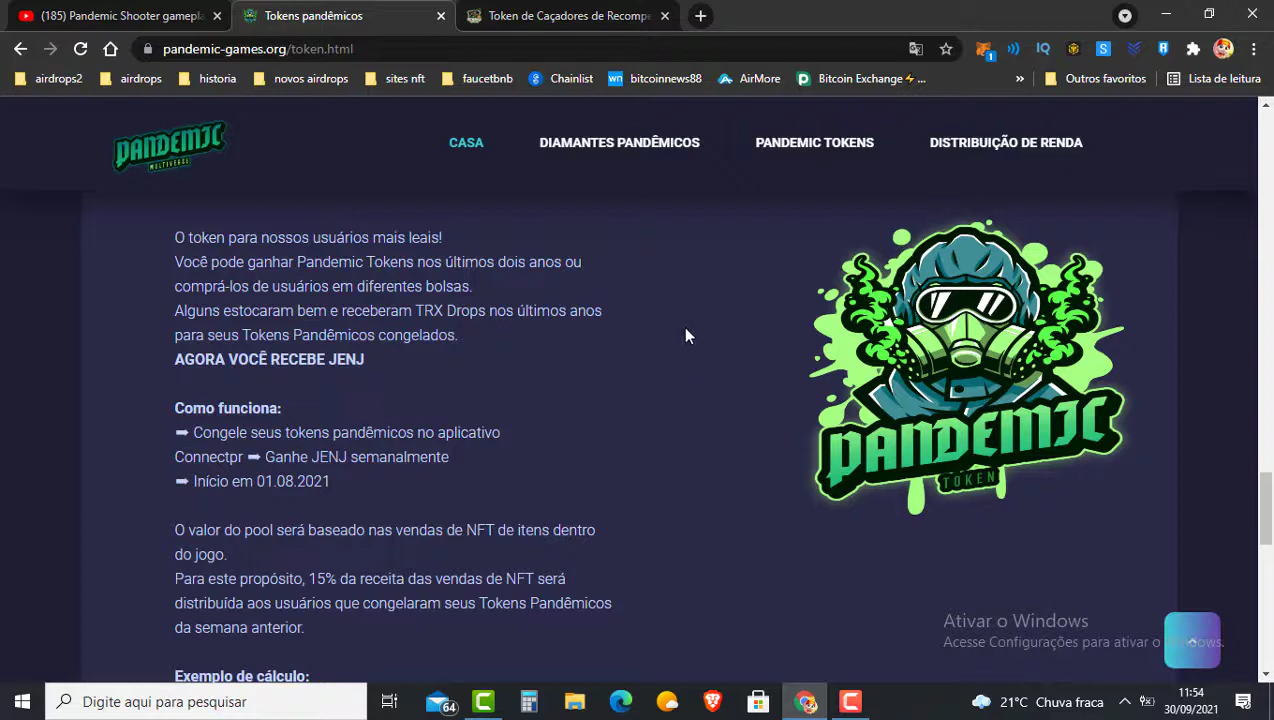 (185) Pandemic Shooter gamepla
Tokens pandêmicos
Token de Caçadores de Recompe
pandemic-games.org/token.html
airdrops2
airdrops
historia
novos airdrops
sites nft
faucetbnb
Chainlist
wn bitcoinnews88
AirMore
Bitcoin Exchange⚡...
»
Outros favoritos
Lista de leitura
PANDEMIC
MULTIVERSE
CASA
DIAMANTES PANDÊMICOS
PANDEMIC TOKENS
DISTRIBUIÇÃO DE RENDA
O token para nossos usuários mais leais!
Você pode ganhar Pandemic Tokens nos últimos dois anos ou
comprá-los de usuários em diferentes bolsas.
Alguns estocaram bem e receberam TRX Drops nos últimos anos
para seus Tokens Pandêmicos congelados.
AGORA VOCÊ RECEBE JENJ
Como funciona:
➡ Congele seus tokens pandêmicos no aplicativo
Connectpr ➡ Ganhe JENJ semanalmente
➡ Início em 01.08.2021
O valor do pool será baseado nas vendas de NFT de itens dentro
do jogo.
Para este propósito, 15% da receita das vendas de NFT será
distribuída aos usuários que congelaram seus Tokens Pandêmicos
da semana anterior.
Exemplo de cálculo:
PANDEMIC
TOKEN
Ativar o Windows
Acesse Configurações para ativar o Windows.
Digite aqui para pesquisar
64
21°C Chuva fraca
11:54
30/09/2021